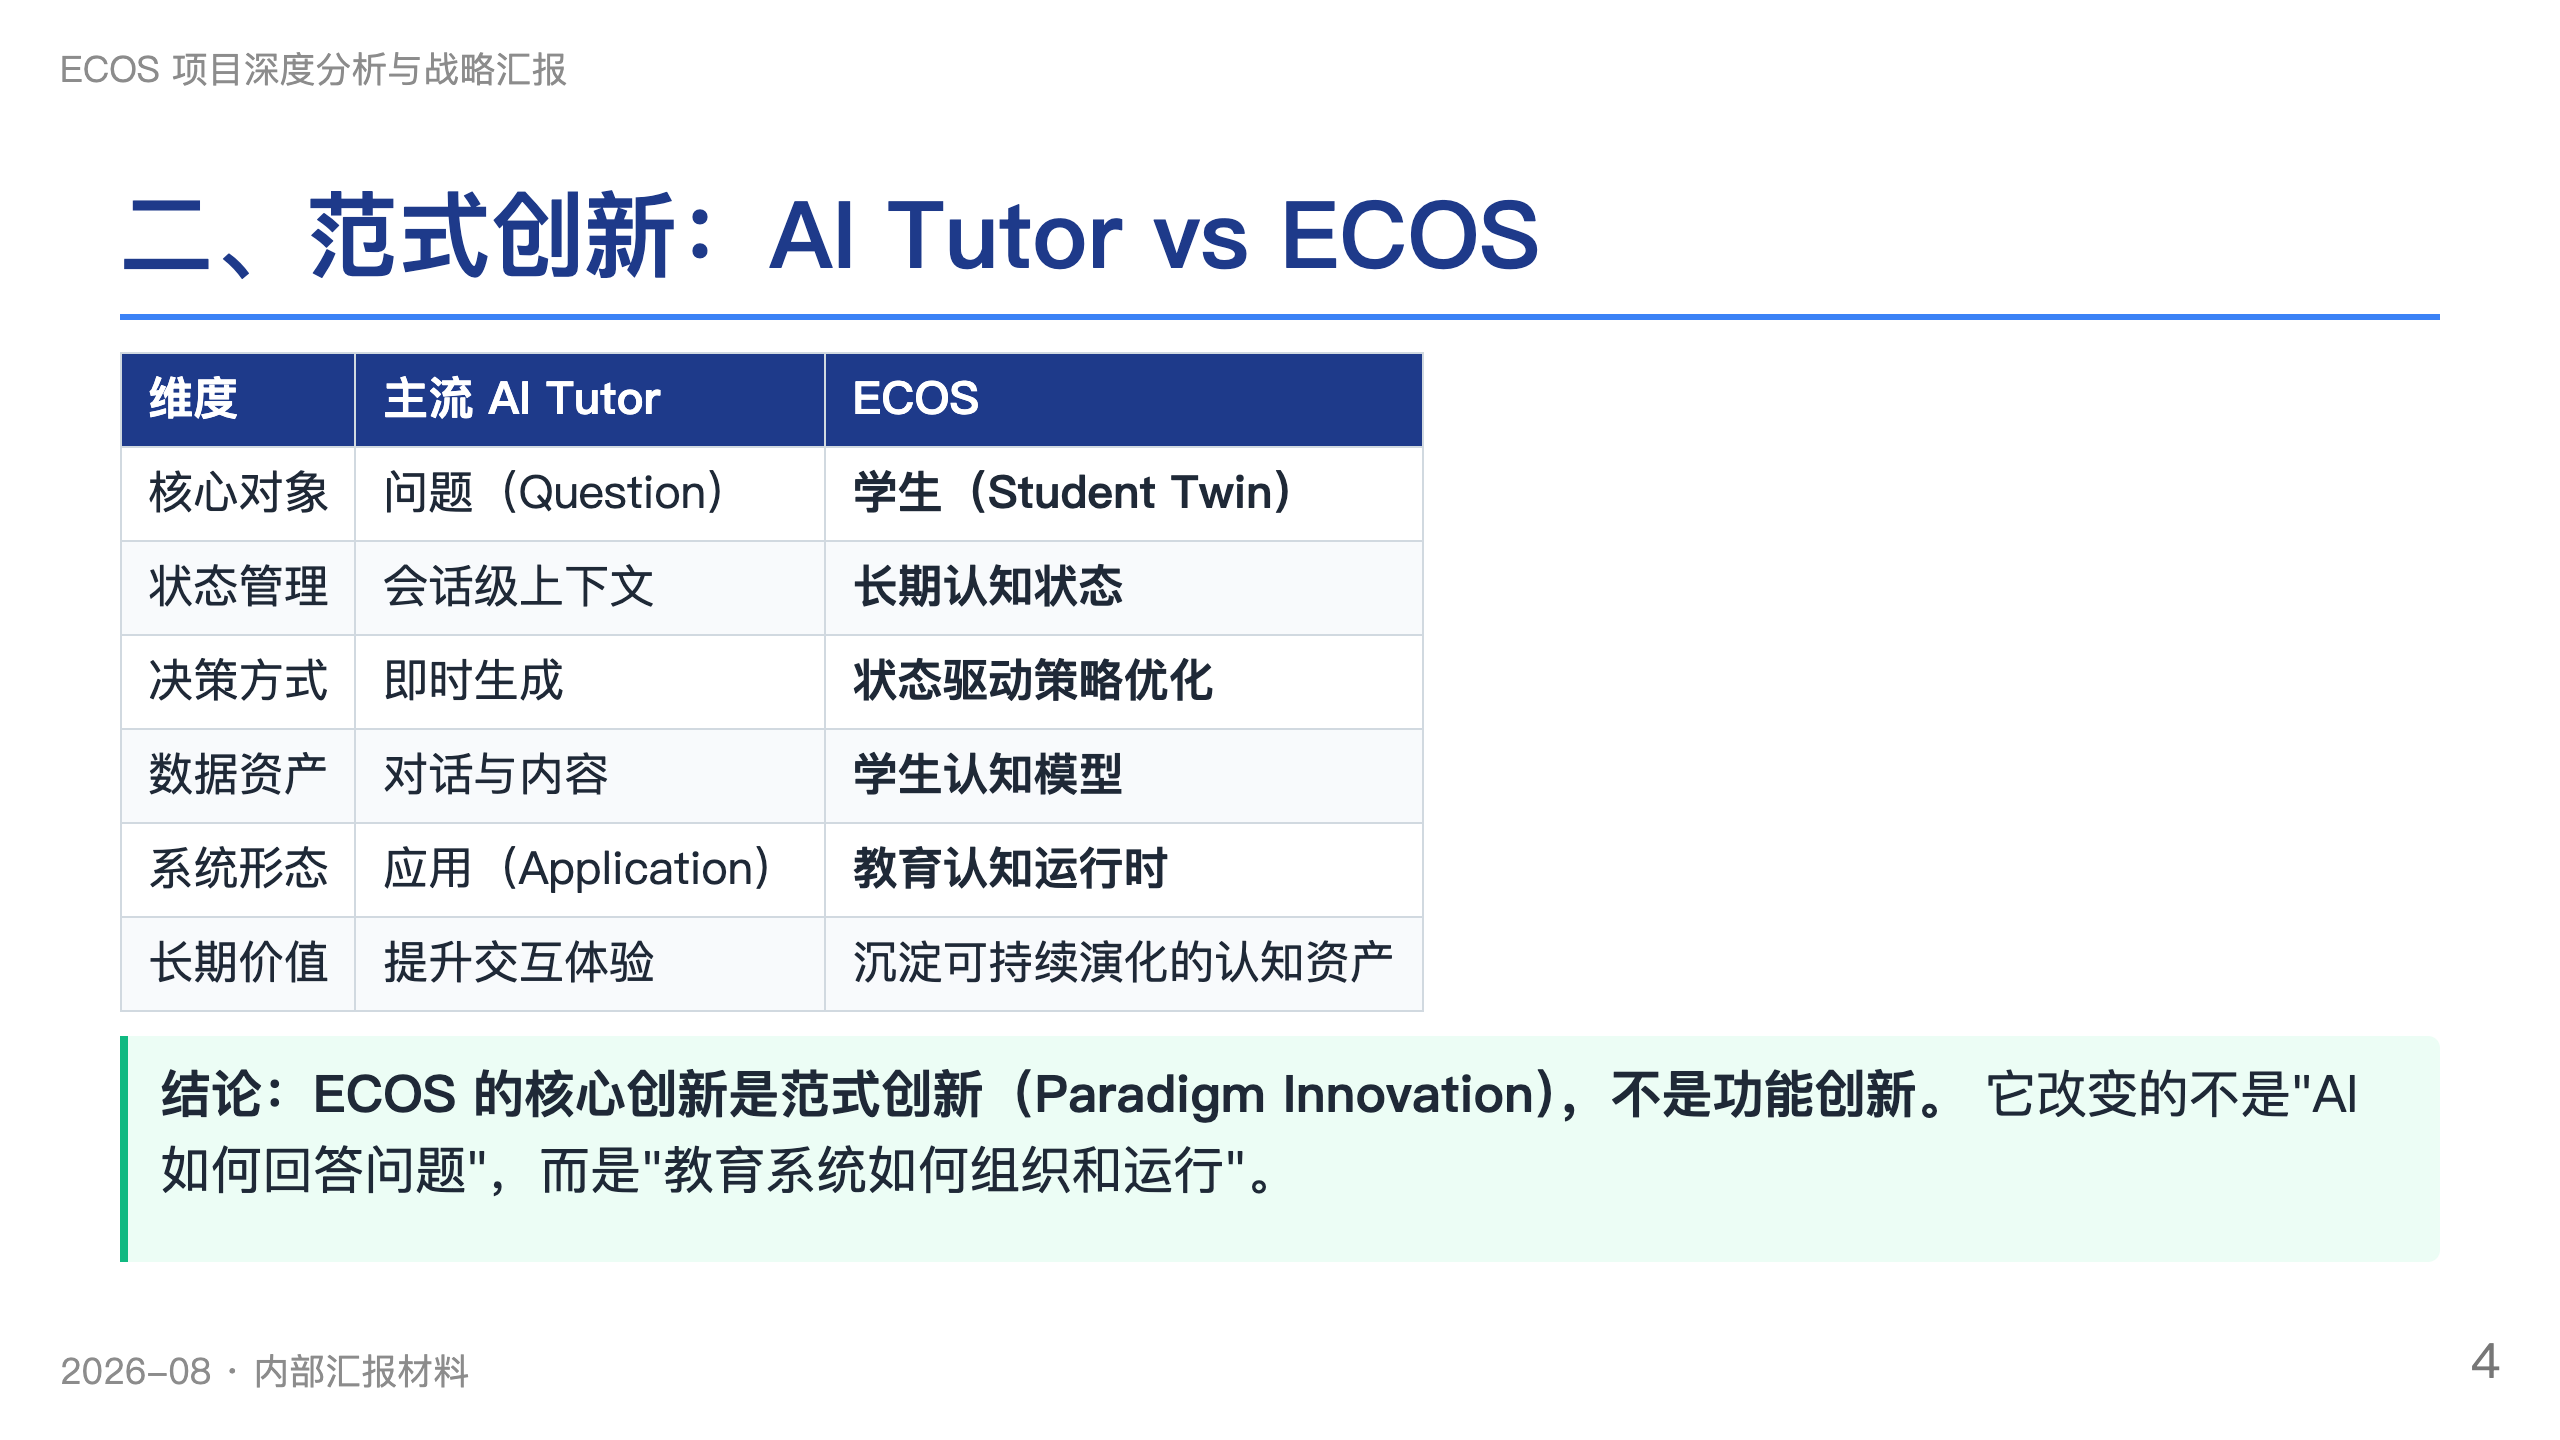 ECOS 项目深度分析与战略汇报
二、范式创新：AI Tutor vs ECOS
维度 主流 AI Tutor ECOS
核心对象 问题（Question） 学生（Student Twin）
状态管理 会话级上下文 长期认知状态
决策方式 即时生成 状态驱动策略优化
数据资产 对话与内容 学生认知模型
系统形态 应用（Application） 教育认知运行时
长期价值 提升交互体验 沉淀可持续演化的认知资产
结论：ECOS 的核心创新是范式创新（Paradigm Innovation），不是功能创新。 它改变的不是"AI
如何回答问题"，而是"教育系统如何组织和运行"。
2026-08 · 内部汇报材料
4